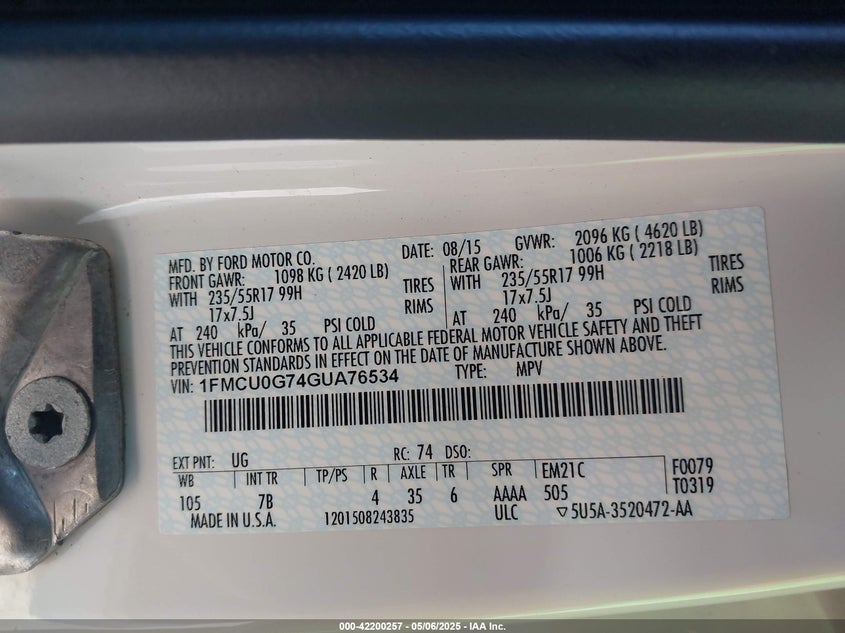 MFD. BY FORD MOTOR CO. DATE: 08/15 GVWR: 2096 KG ( 4620 LB)
FRONT GAWR: 1098 KG ( 2420 LB) REAR GAWR: 1006 KG ( 2218 LB)
WITH 235/55R17 99H TIRES WITH 235/55R17 99H TIRES
17x7.5J RIMS 17x7.5J RIMS
AT 240 kPa/ 35 PSI COLD AT 240 kPa/ 35 PSI COLD
THIS VEHICLE CONFORMS TO ALL APPLICABLE FEDERAL MOTOR VEHICLE SAFETY AND THEFT
PREVENTION STANDARDS IN EFFECT ON THE DATE OF MANUFACTURE SHOWN ABOVE.
VIN: 1FMCU0G74GUA76534 TYPE: MPV
EXT PNT: UG RC: 74 DSO:
WB INT TR TP/PS R AXLE TR SPR EM21C F0079
105 7B 4 35 6 AAAA 505 T0319
MADE IN U.S.A. 1201508243835 ULC ▽5U5A-3520472-AA
000-42200257 - 05/06/2025 - IAA Inc.